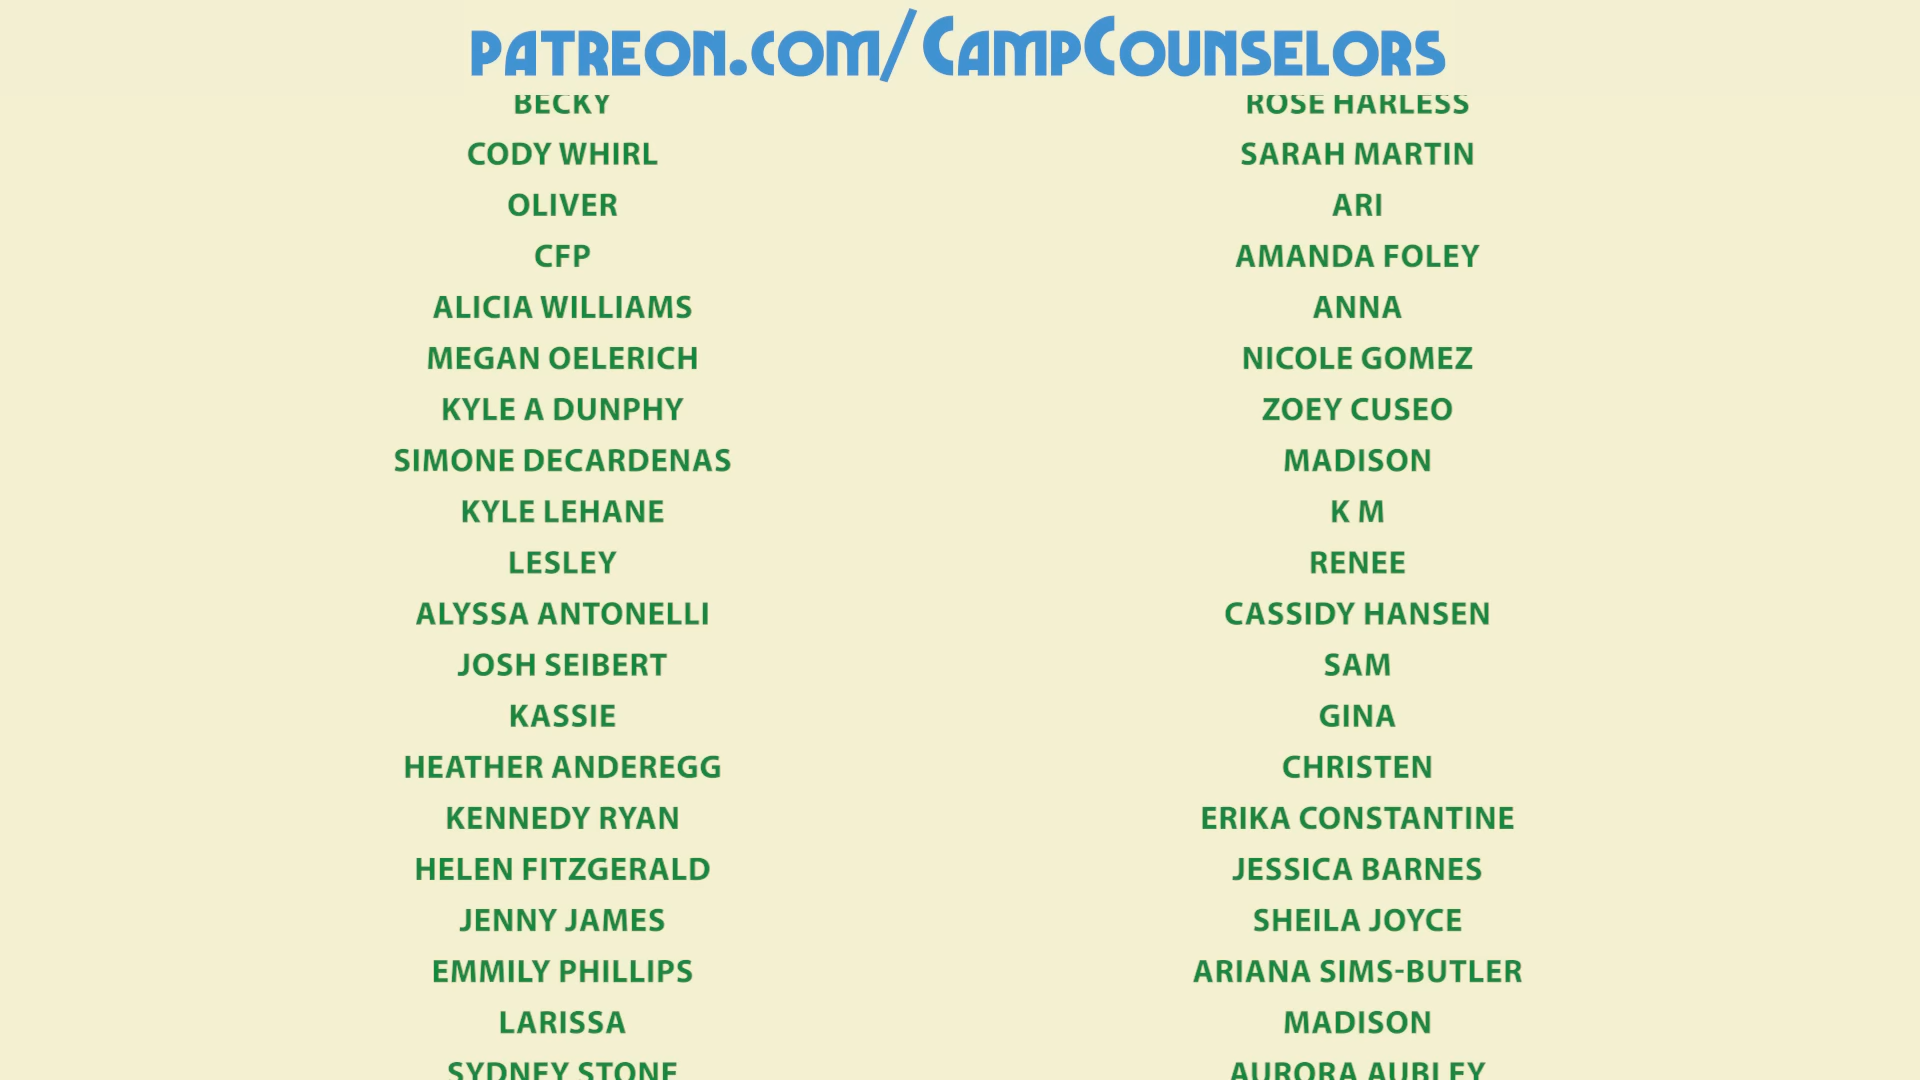 patreon.com/CampCounselors
BECKY
CODY WHIRL
OLIVER
CFP
ALICIA WILLIAMS
MEGAN OELERICH
KYLE A DUNPHY
SIMONE DECARDENAS
KYLE LEHANE
LESLEY
ALYSSA ANTONELLI
JOSH SEIBERT
KASSIE
HEATHER ANDEREGG
KENNEDY RYAN
HELEN FITZGERALD
JENNY JAMES
EMMILY PHILLIPS
LARISSA
SYDNEY STONE
ROSE HARLESS
SARAH MARTIN
ARI
AMANDA FOLEY
ANNA
NICOLE GOMEZ
ZOEY CUSEO
MADISON
K M
RENEE
CASSIDY HANSEN
SAM
GINA
CHRISTEN
ERIKA CONSTANTINE
JESSICA BARNES
SHEILA JOYCE
ARIANA SIMS-BUTLER
MADISON
AURORA AUBLEY